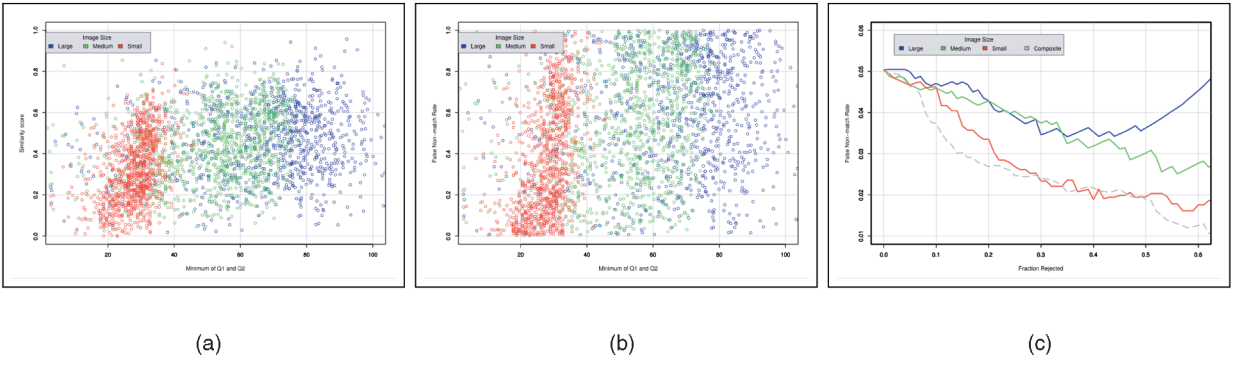 Image Size
Large Medium Small
Similarity score
0.0 0.2 0.4 0.6 0.8 1.0
20 40 60 80 100
Minimum of Q1 and Q2
(a)
Image Size
Large Medium Small
False Non-match Rate
0.0 0.2 0.4 0.6 0.8 1.0
20 40 60 80 100
Minimum of Q1 and Q2
(b)
Image Size
Large Medium Small Composite
False Non-match Rate
0.01 0.02 0.03 0.04 0.05 0.06
0.0 0.1 0.2 0.3 0.4 0.5 0.6
Fraction Rejected
(c)